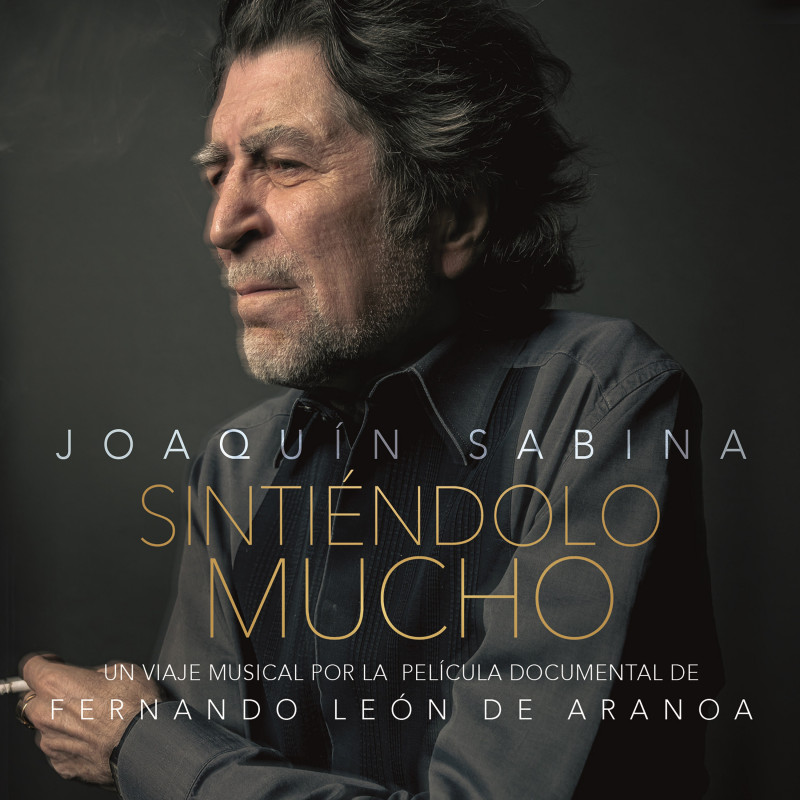 JOAQUÍN SABINA
SINTIÉNDOLO
MUCHO
UN VIAJE MUSICAL POR LA PELÍCULA DOCUMENTAL DE
FERNANDO LEÓN DE ARANOA